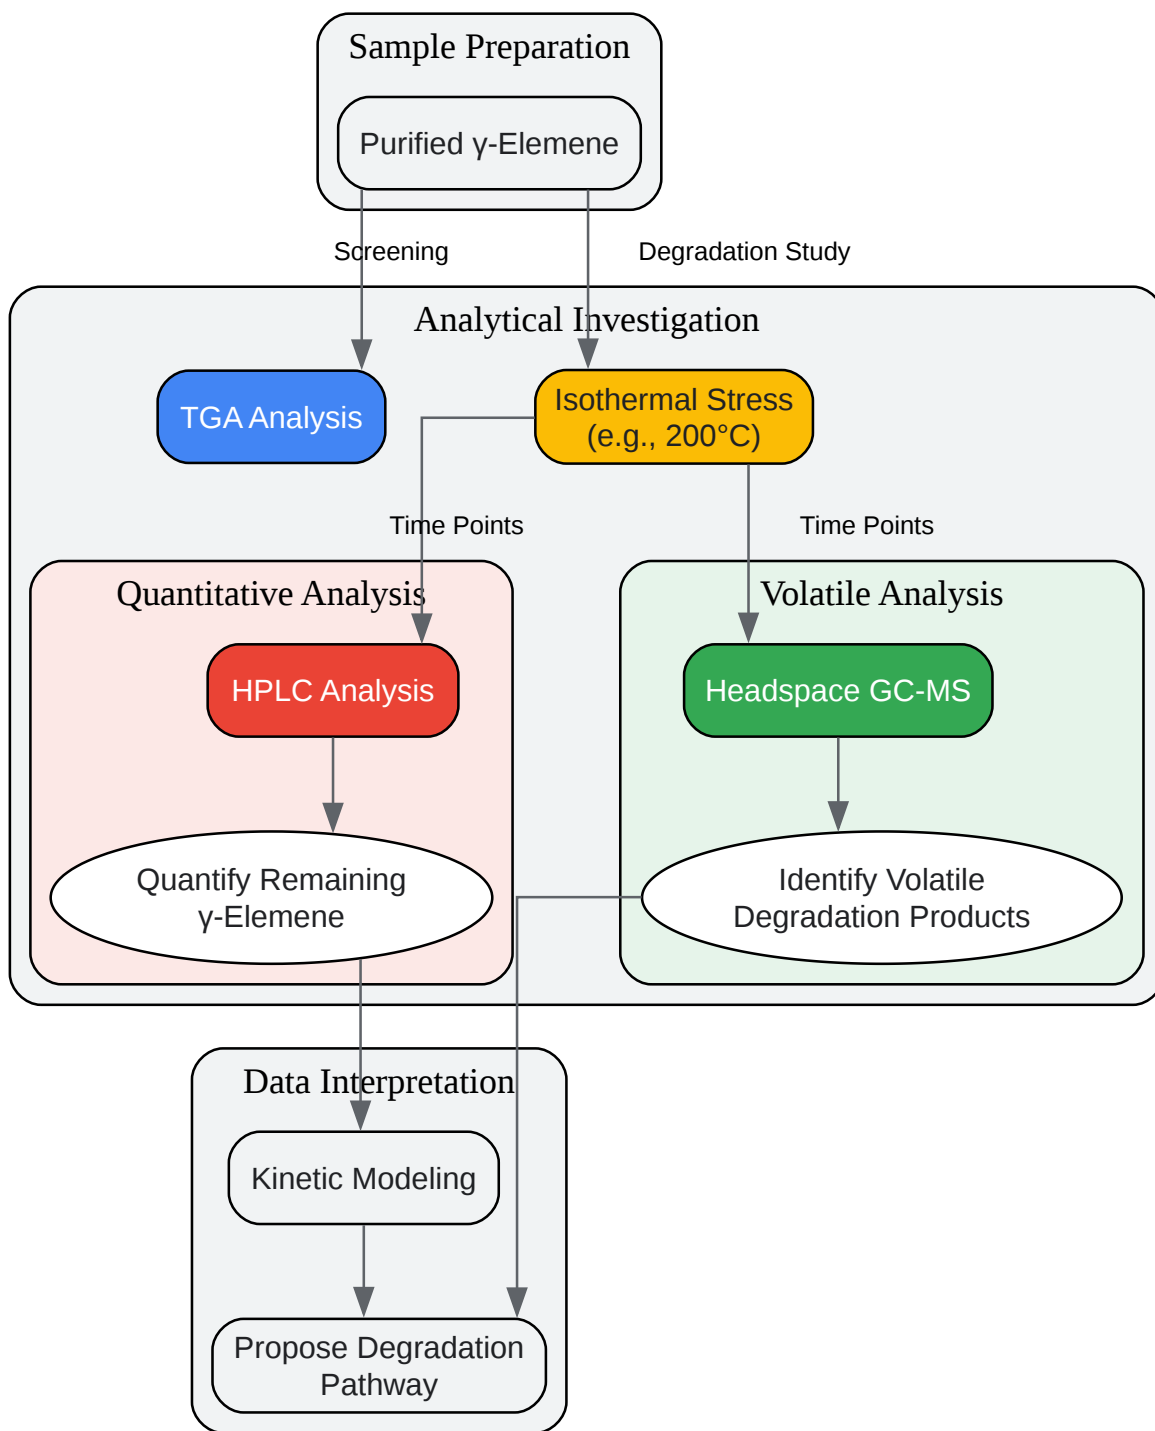 Sample Preparation
Purified γ-Elemene
Screening
Degradation Study
Analytical Investigation
TGA Analysis
Isothermal Stress
(e.g., 200°C)
Time Points
Time Points
Quantitative Analysis
Volatile Analysis
HPLC Analysis
Headspace GC-MS
Quantify Remaining
γ-Elemene
Identify Volatile
Degradation Products
Data Interpretation
Kinetic Modeling
Propose Degradation
Pathway